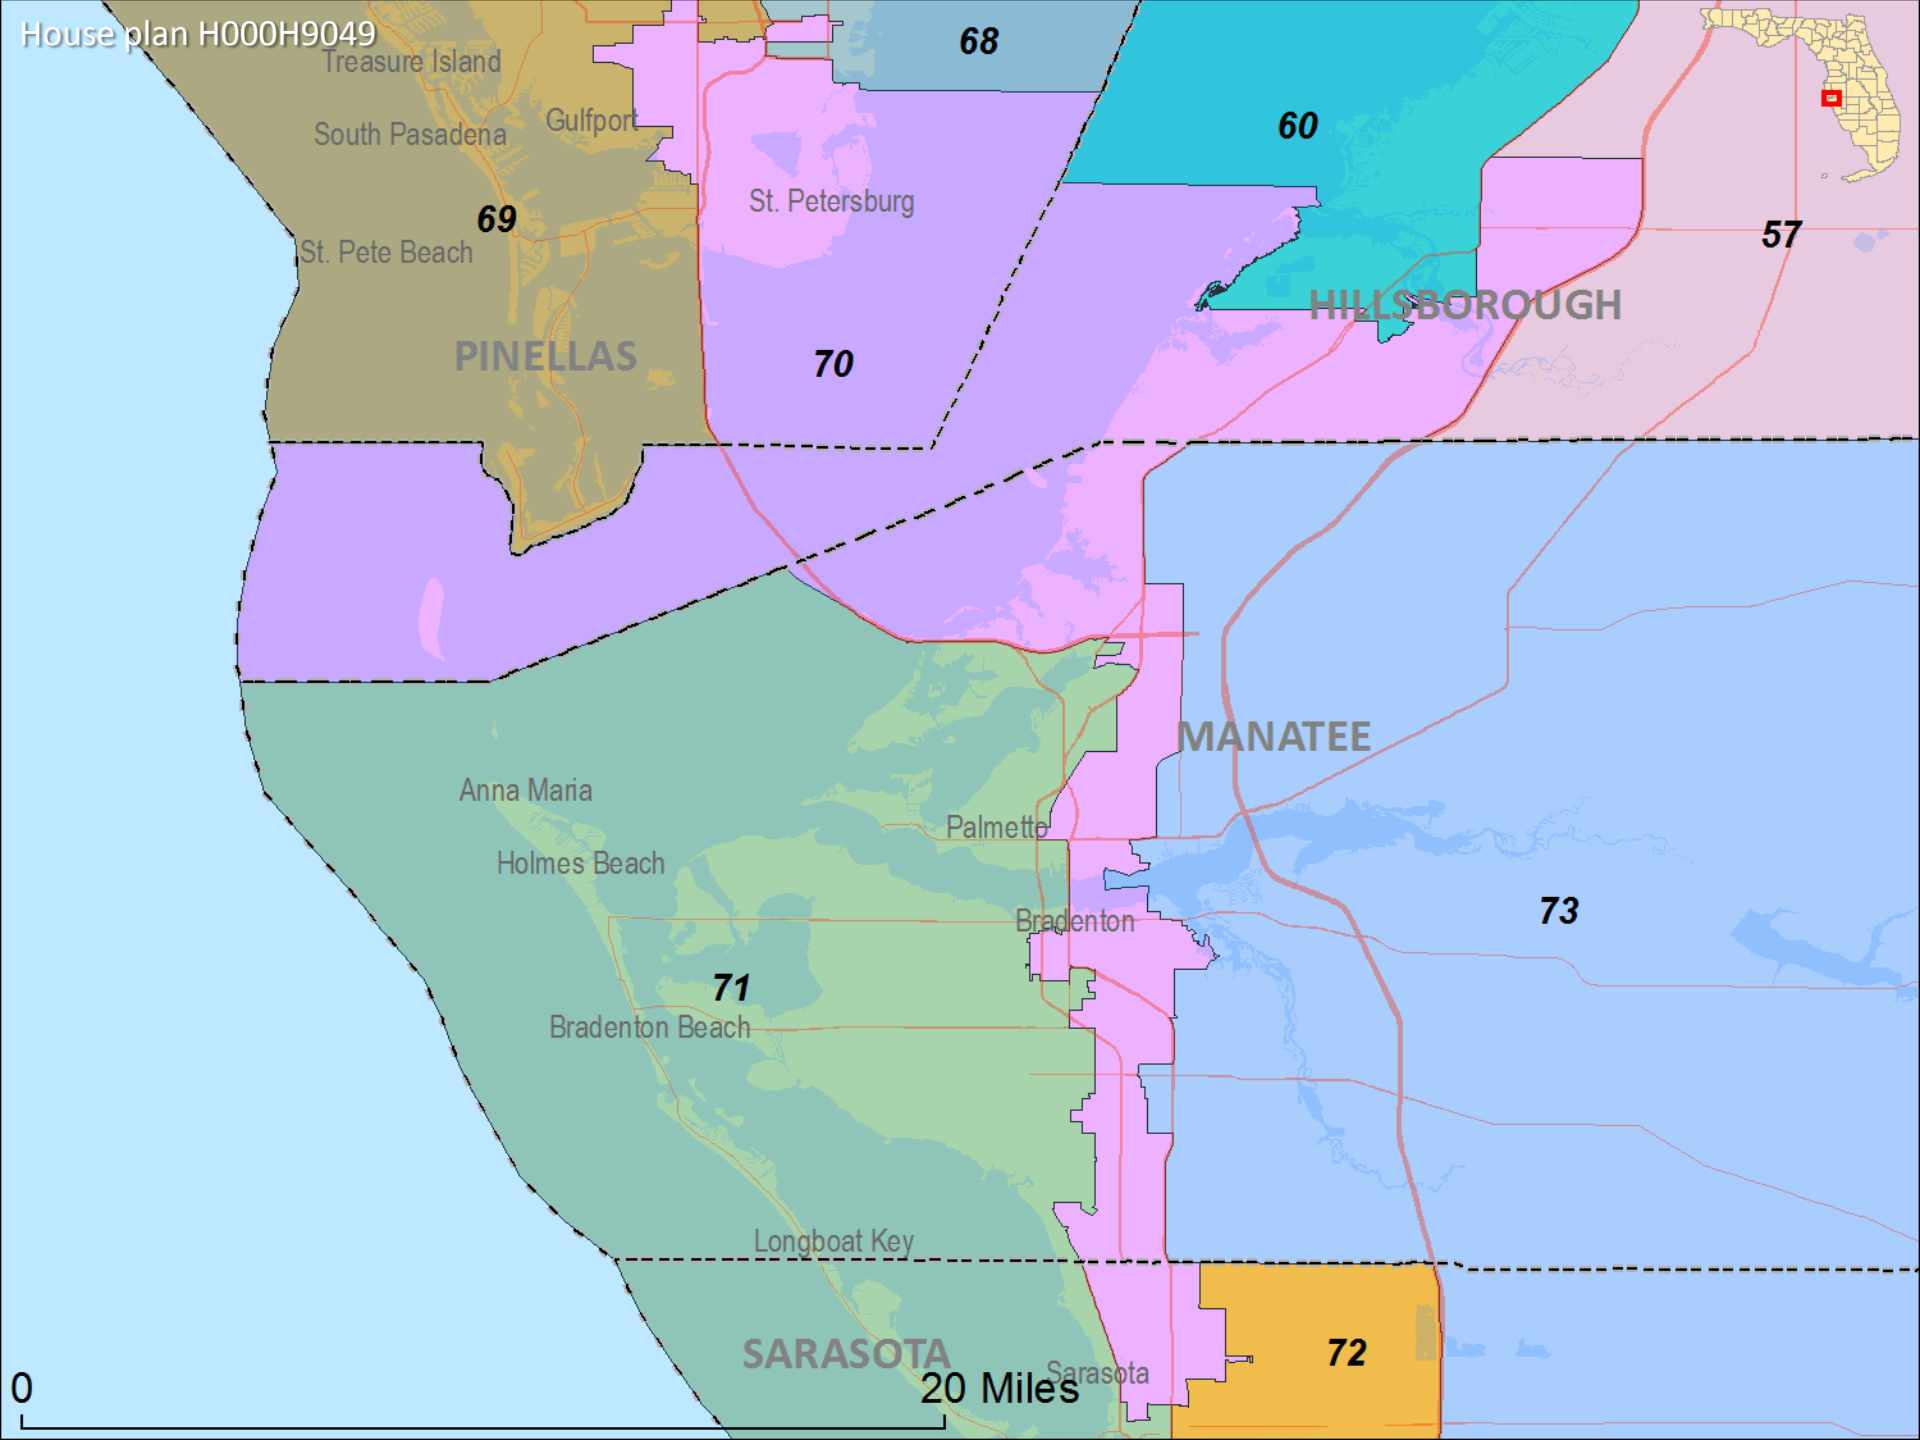 House plan H000H9049
68
Treasure Island
Gulfport
60
South Pasadena
St. Petersburg
69
57
St. Pete Beach
HILLSBOROUGH
PINELLAS
70
MANATEE
Anna Maria
Palmetto
Holmes Beach
73
Bradenton
71
Bradenton Beach
Longboat Key
SARASOTA
72
Sarasota
0
20 Miles